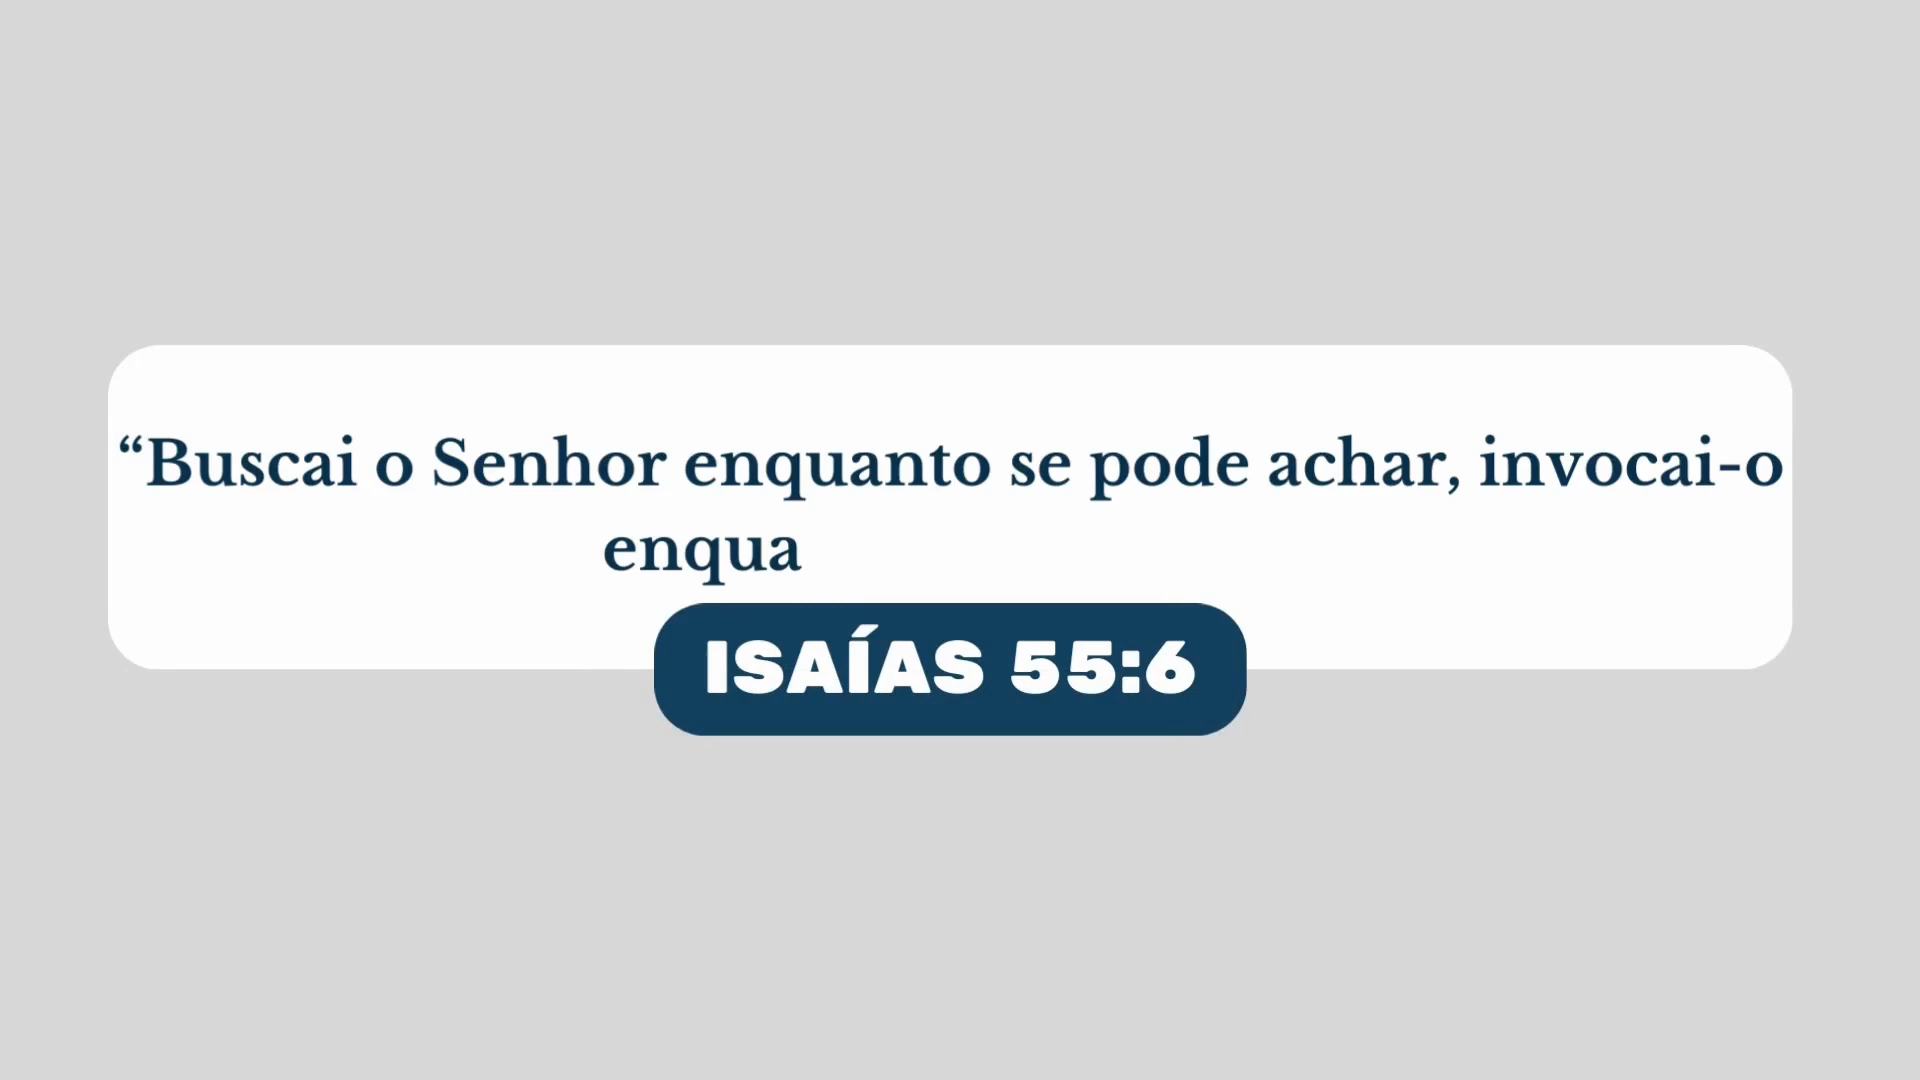 “Buscai o Senhor enquanto se pode achar, invocai-o
enqua
ISAÍAS 55:6